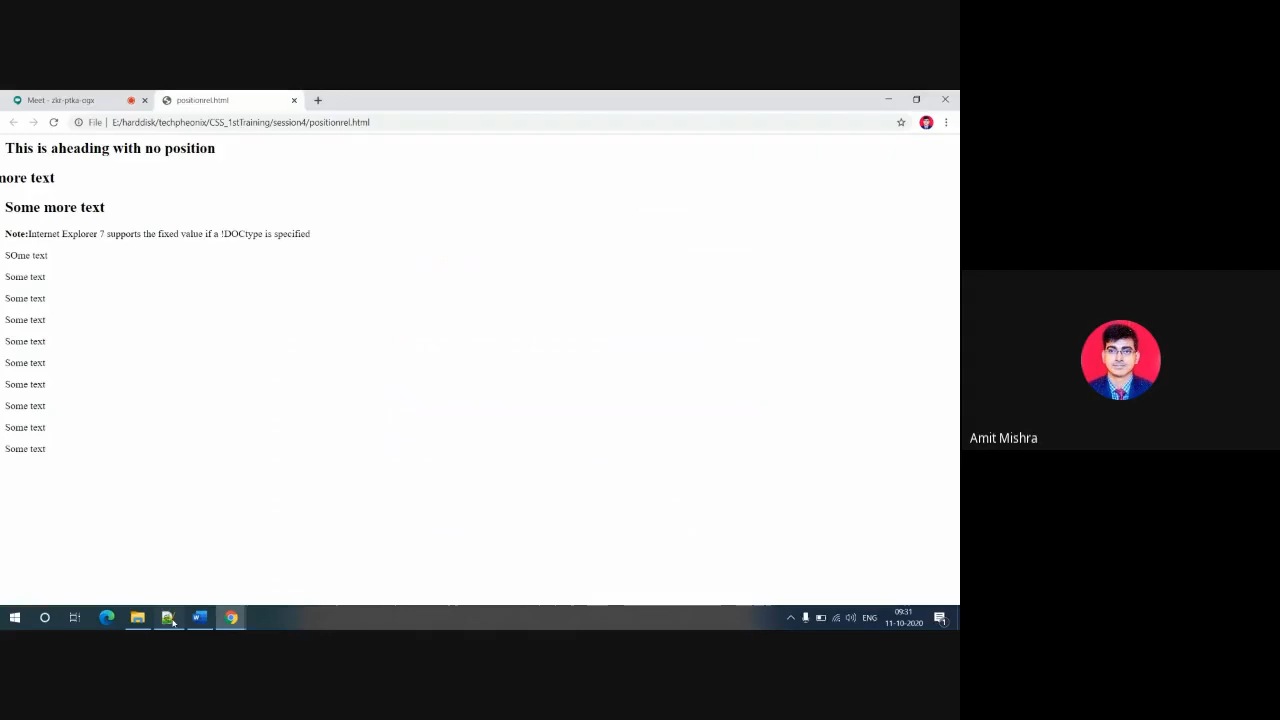 Meet - zkr-ptka-ogx
positionrel.html
File | E:/harddisk/techpheonix/CSS_1stTraining/session4/positionrel.html
This is aheading with no position
more text
Some more text
Note:Internet Explorer 7 supports the fixed value if a !DOCtype is specified
SOme text
Some text
Some text
Some text
Some text
Some text
Some text
Some text
Some text
Some text
Amit Mishra
ENG
09:31
11-10-2020
1